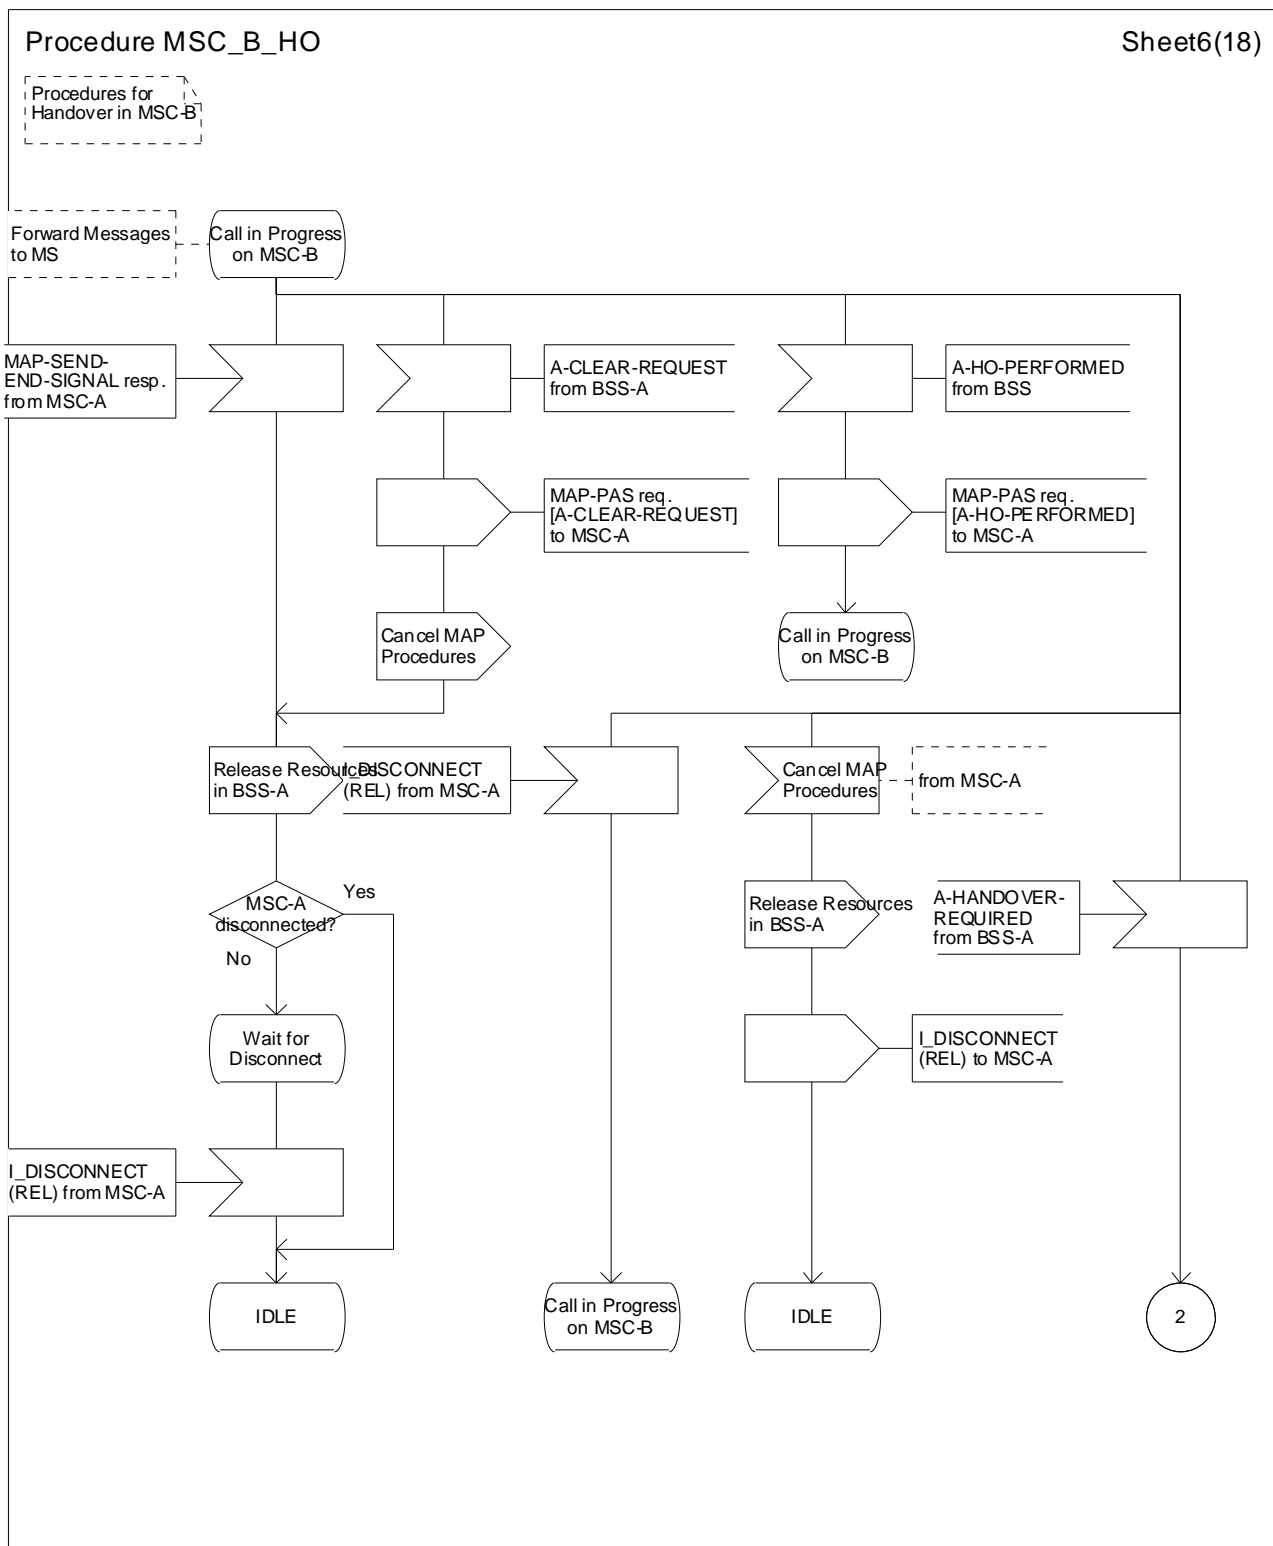 Procedure MSC_B_HO
Sheet6(18)
Procedures for
Handover in MSC-B
Forward Messages
to MS
Call in Progress
on MSC-B
MAP-SEND-
END-SIGNAL resp.
from MSC-A
A-CLEAR-REQUEST
from BSS-A
A-HO-PERFORMED
from BSS
MAP-PAS req.
[A-CLEAR-REQUEST]
to MSC-A
MAP-PAS req.
[A-HO-PERFORMED]
to MSC-A
Cancel MAP
Procedures
Call in Progress
on MSC-B
Release Resources
in BSS-A
I_DISCONNECT
(REL) from MSC-A
Cancel MAP
Procedures
from MSC-A
MSC-A
disconnected?
Yes
No
Release Resources
in BSS-A
A-HANDOVER-
REQUIRED
from BSS-A
Wait for
Disconnect
I_DISCONNECT
(REL) to MSC-A
I_DISCONNECT
(REL) from MSC-A
IDLE
Call in Progress
on MSC-B
IDLE
2